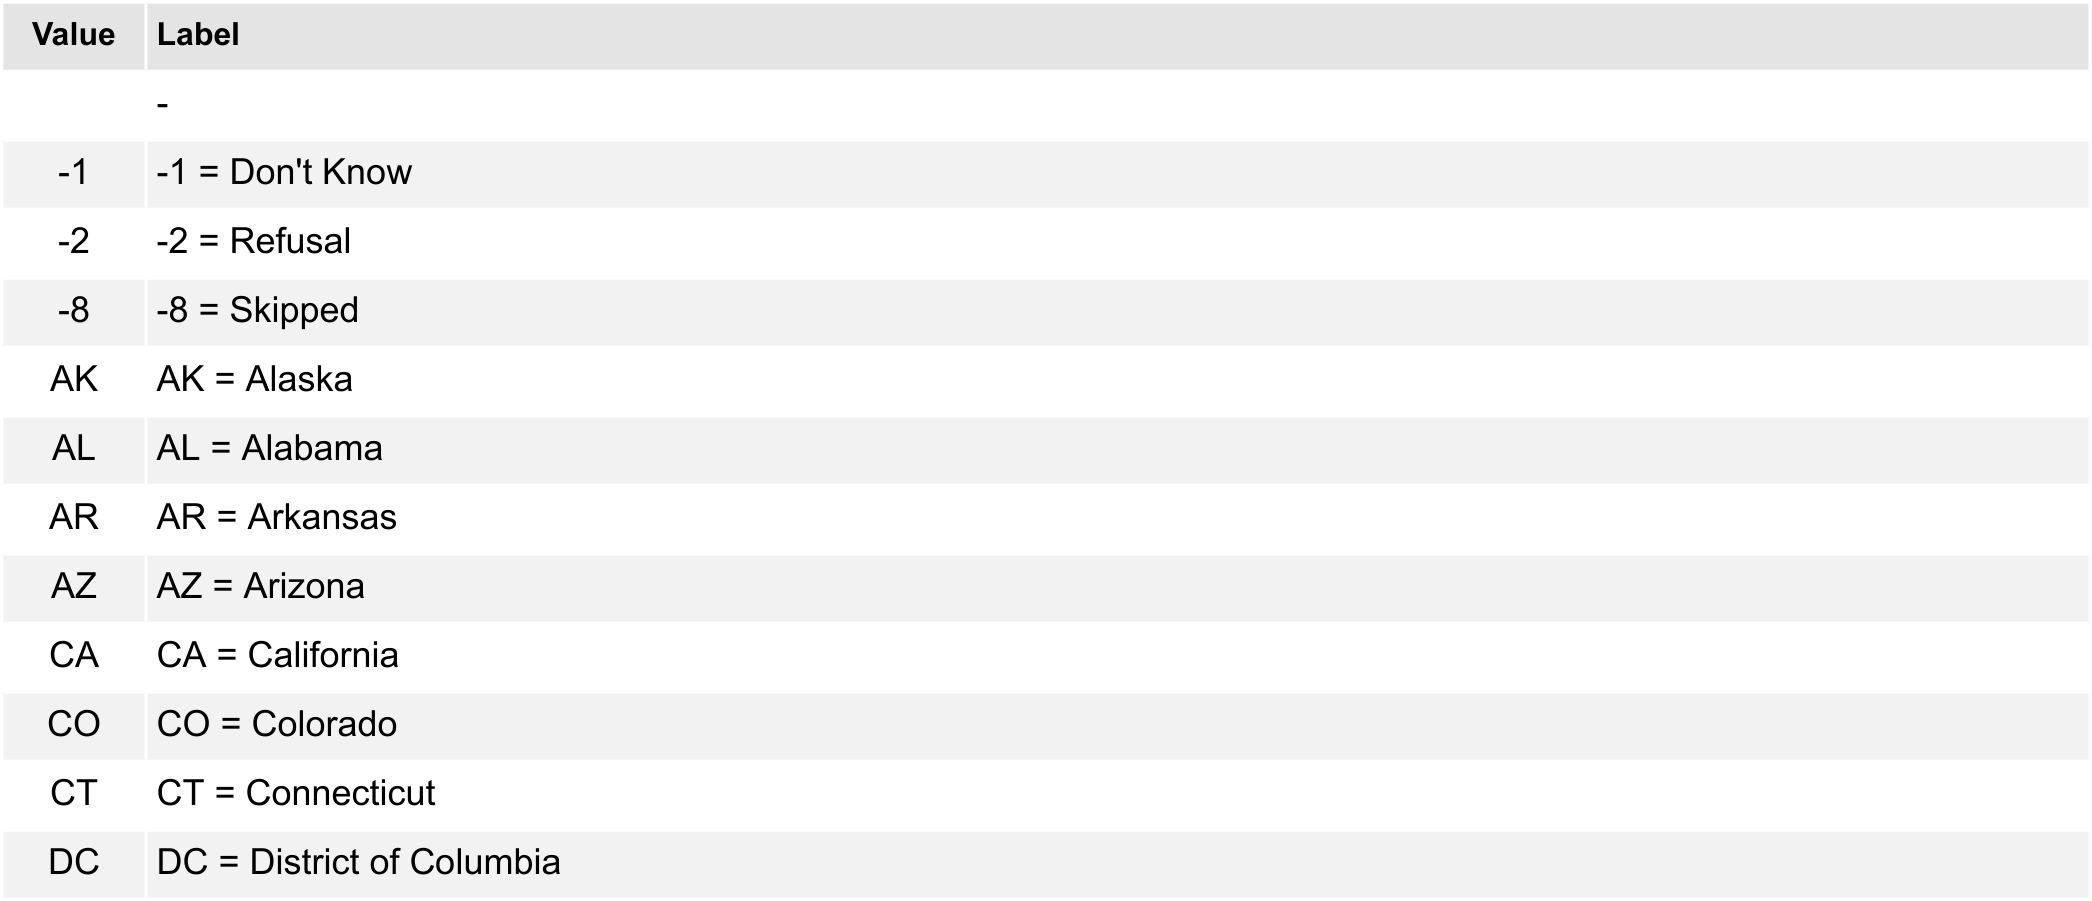 Value Label
-
-1 -1 = Don't Know
-2 -2 = Refusal
-8 -8 = Skipped
AK AK = Alaska
AL AL = Alabama
AR AR = Arkansas
AZ AZ = Arizona
CA CA = California
CO CO = Colorado
CT CT = Connecticut
DC DC = District of Columbia